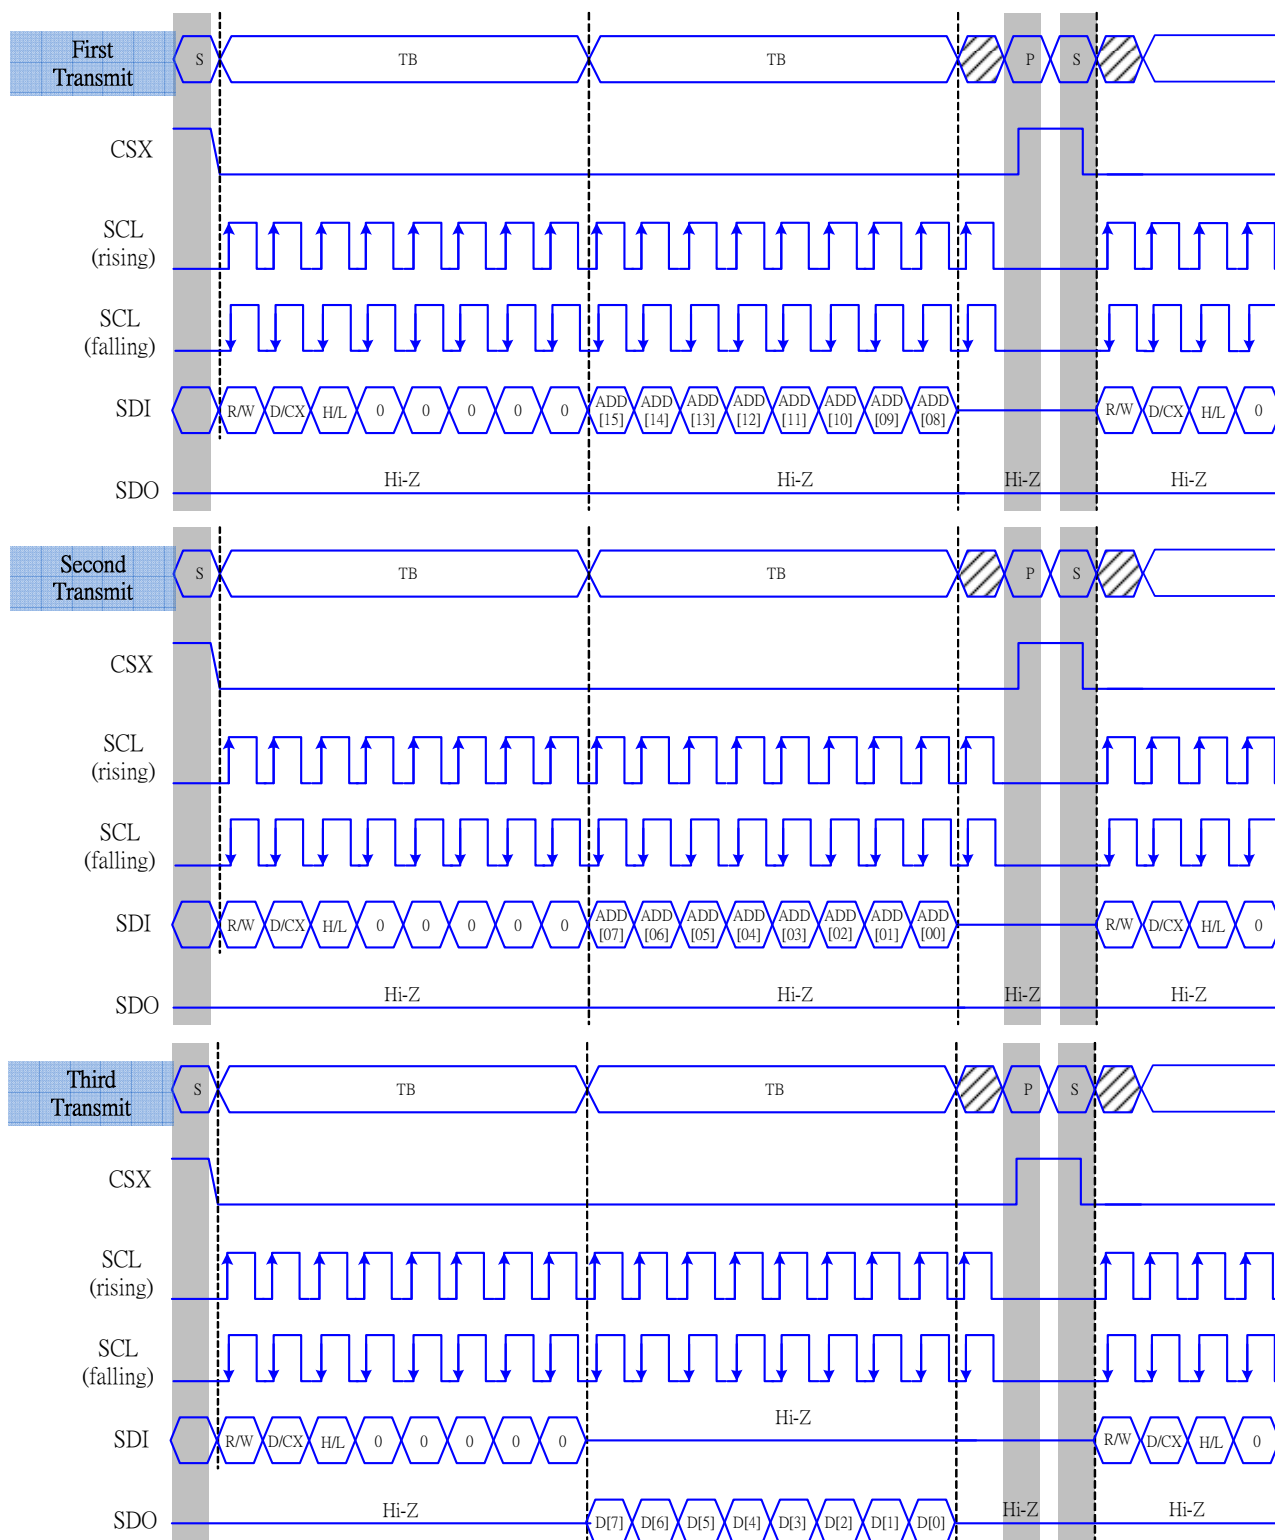 First
Transmit
S TB TB P S
CSX
SCL
(rising)
SCL
(falling)
SDI R/W D/CX H/L 0 0 0 0 0 ADD [15] ADD [14] ADD [13] ADD [12] ADD [11] ADD [10] ADD [09] ADD [08] R/W D/CX H/L 0
SDO Hi-Z Hi-Z Hi-Z Hi-Z
Second
Transmit
S TB TB P S
CSX
SCL
(rising)
SCL
(falling)
SDI R/W D/CX H/L 0 0 0 0 0 ADD [07] ADD [06] ADD [05] ADD [04] ADD [03] ADD [02] ADD [01] ADD [00] R/W D/CX H/L 0
SDO Hi-Z Hi-Z Hi-Z Hi-Z
Third
Transmit
S TB TB P S
CSX
SCL
(rising)
SCL
(falling)
SDI R/W D/CX H/L 0 0 0 0 0 Hi-Z R/W D/CX H/L 0
SDO Hi-Z D[7] D[6] D[5] D[4] D[3] D[2] D[1] D[0] Hi-Z Hi-Z